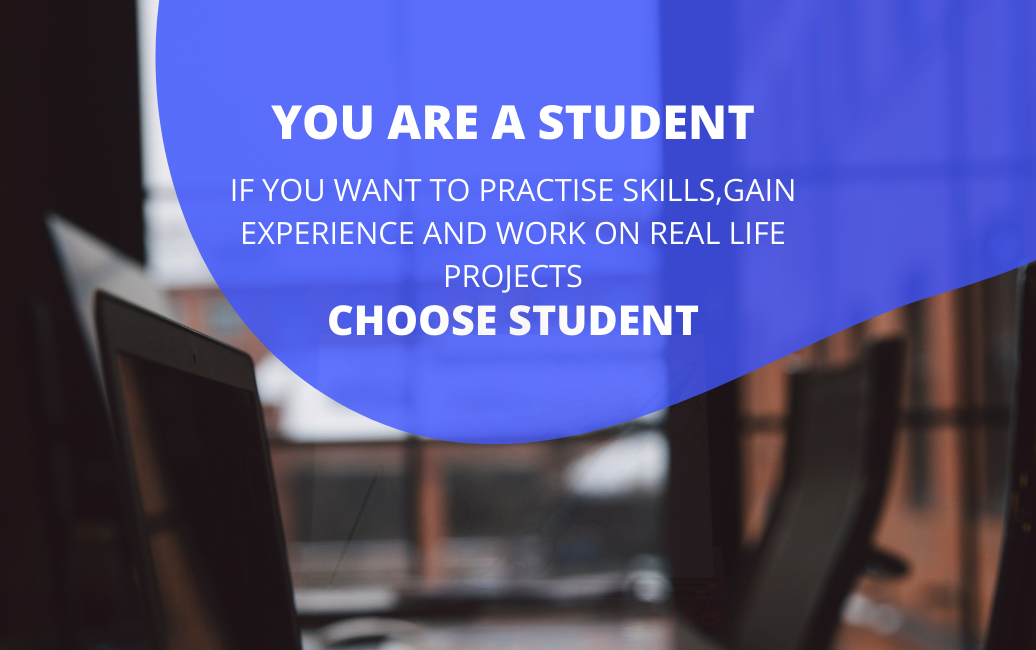 YOU ARE A STUDENT
IF YOU WANT TO PRACTISE SKILLS,GAIN
EXPERIENCE AND WORK ON REAL LIFE
PROJECTS
CHOOSE STUDENT